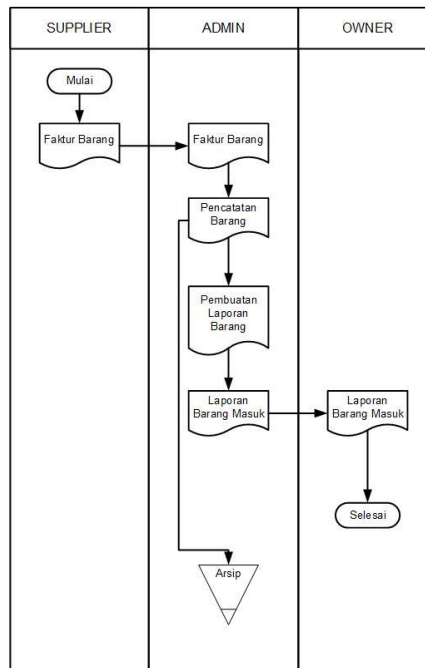 SUPPLIER
ADMIN
OWNER
Mulai
Faktur Barang
Faktur Barang
Pencatatan
Barang
Pembuatan
Laporan
Barang
Laporan
Barang Masuk
Laporan
Barang Masuk
Selesai
Arsip